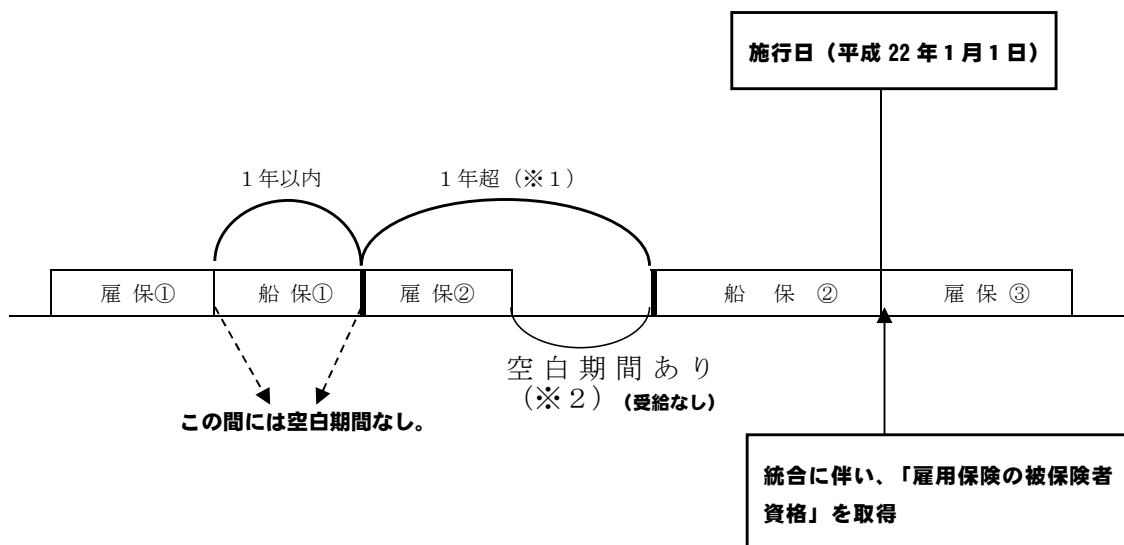 施行日（平成 22 年 1 月 1 日）
１年以内
１年超（※１）
雇 保①
船 保①
雇 保②
船 保 ②
雇 保 ③
空白期間あり
（※２）（受給なし）
この間には空白期間なし。
統合に伴い、「雇用保険の被保険者
資格」を取得